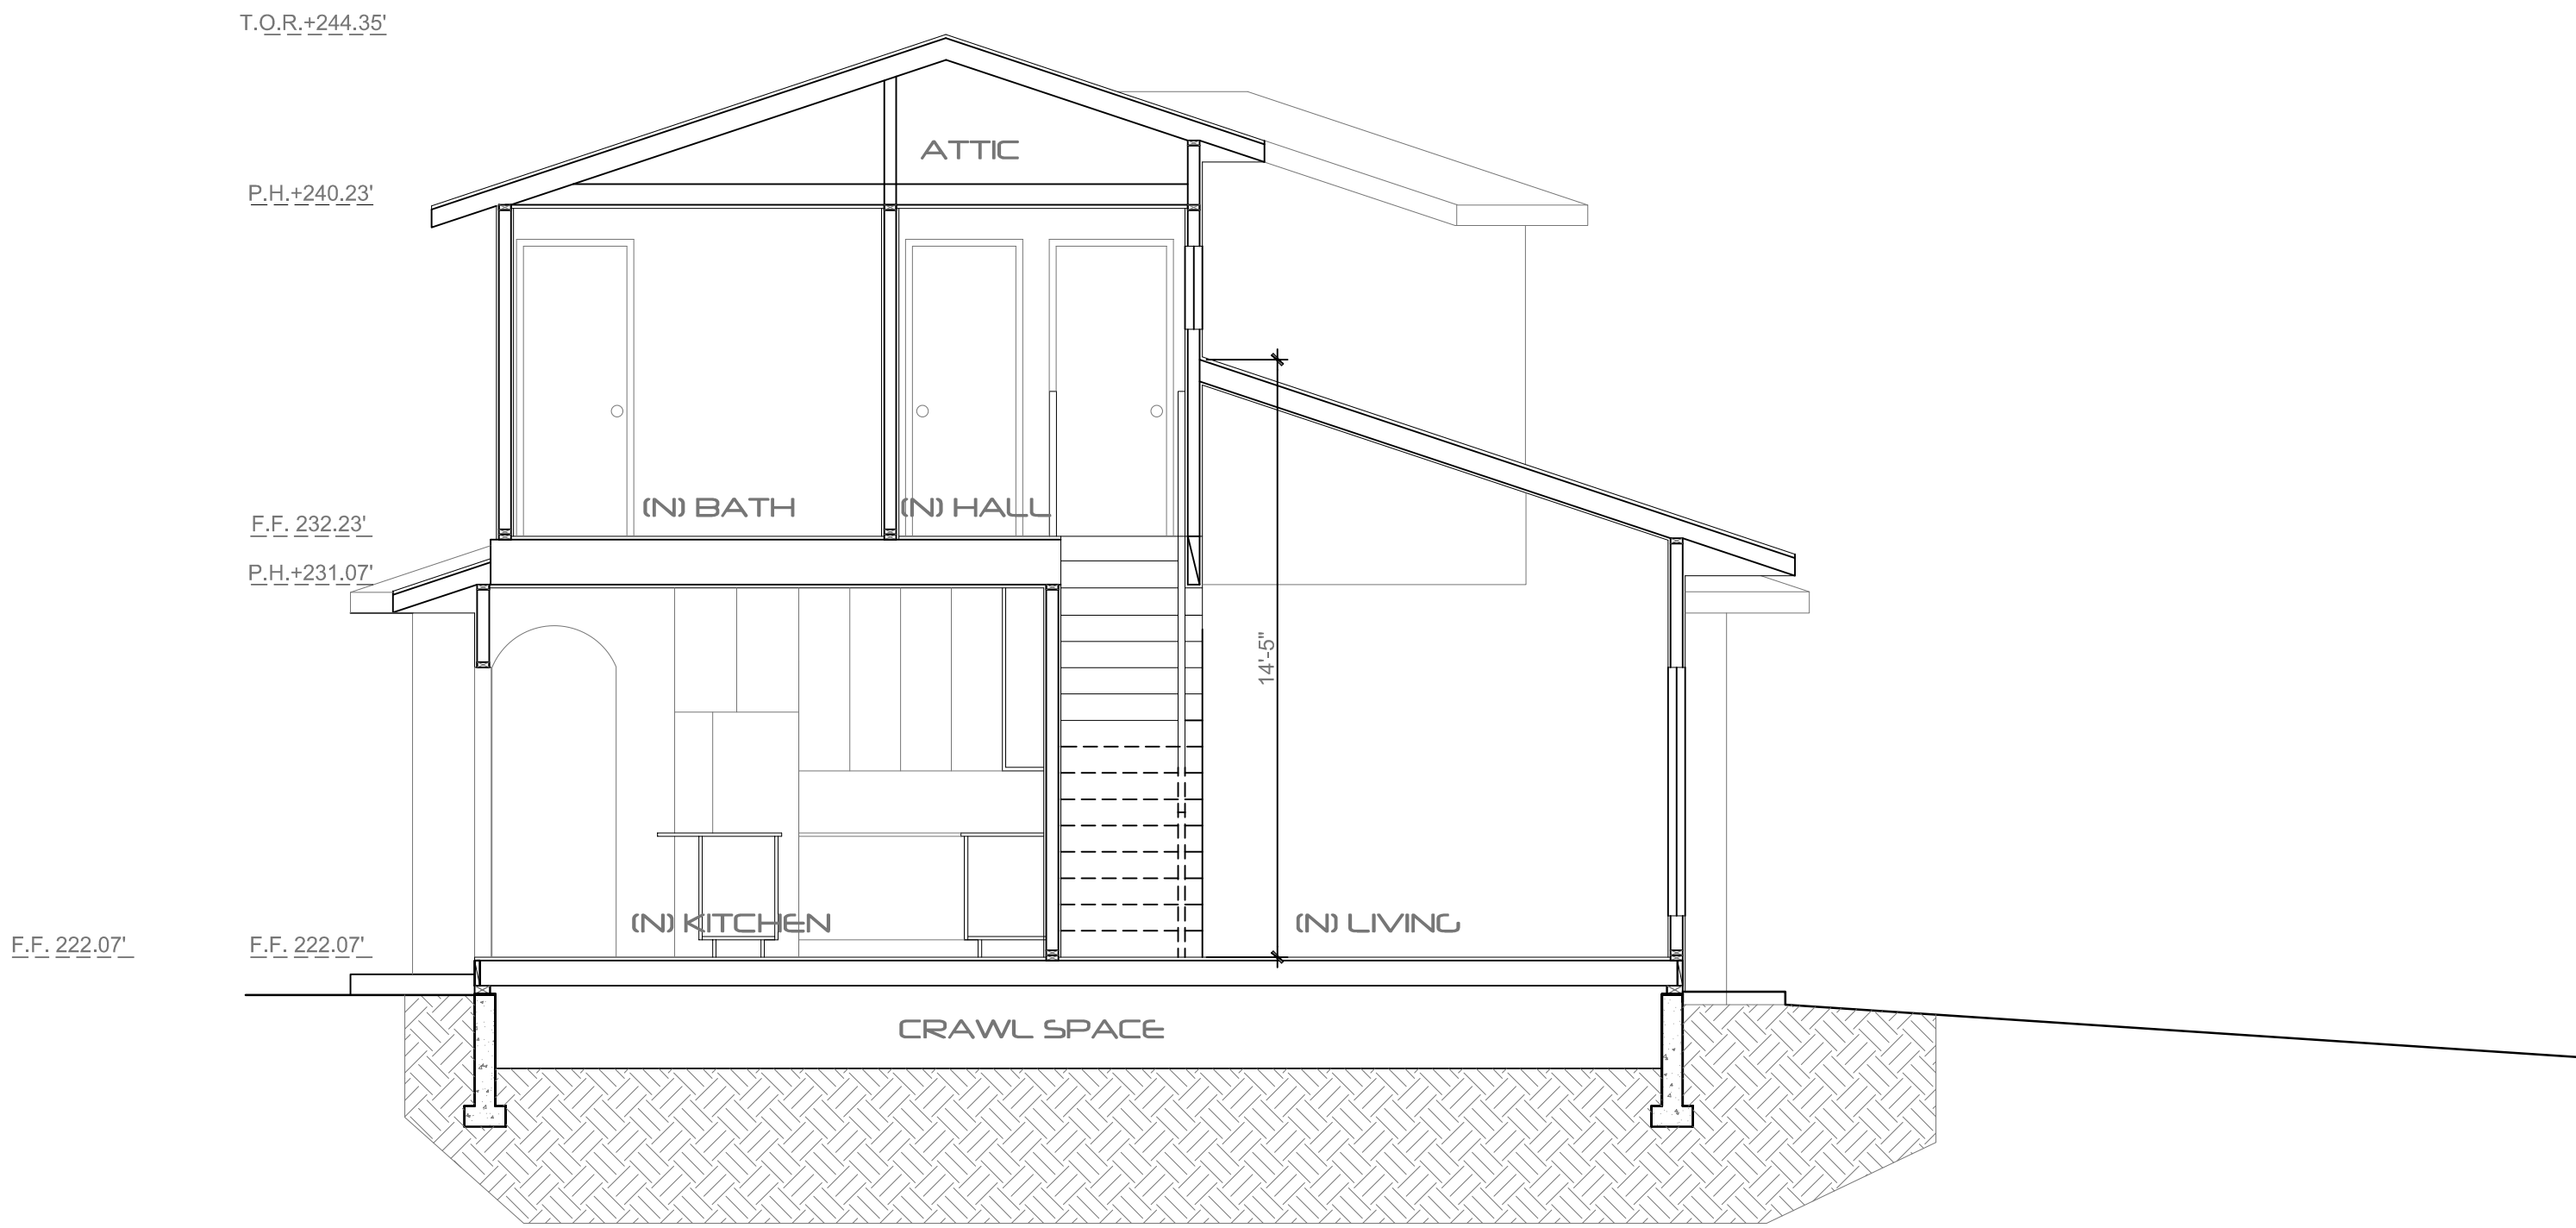 T.O.R.+244.35'
ATTIC
P.H.+240.23'
(N) BATH
(N) HALL
F.F. 232.23'
P.H.+231.07'
14'-5"
(N) KITCHEN
(N) LIVING
F.F. 222.07'
F.F. 222.07'
CRAWL SPACE